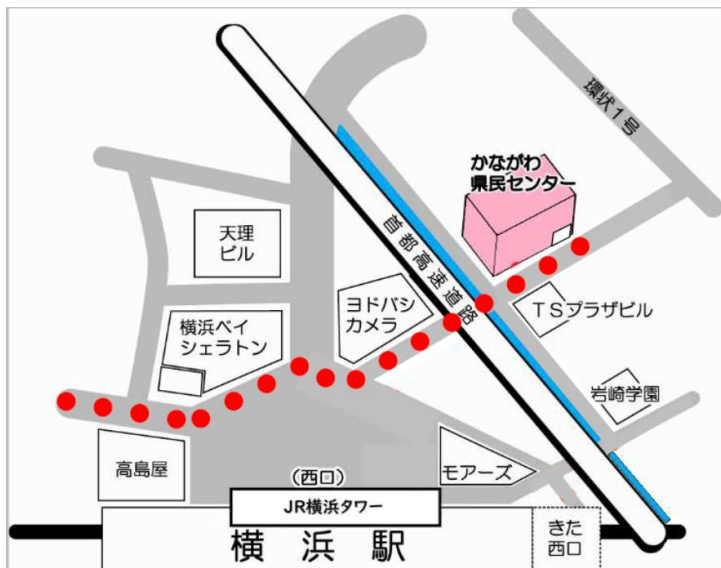 環状1号
かながわ
県民センター
天理
ビル
首都高速道路
ヨドバシ
カメラ
TSプラザビル
横浜ベイ
シェラトン
岩崎学園
高島屋
(西口)
モアーズ
JR横浜タワー
横浜駅
きた
西口